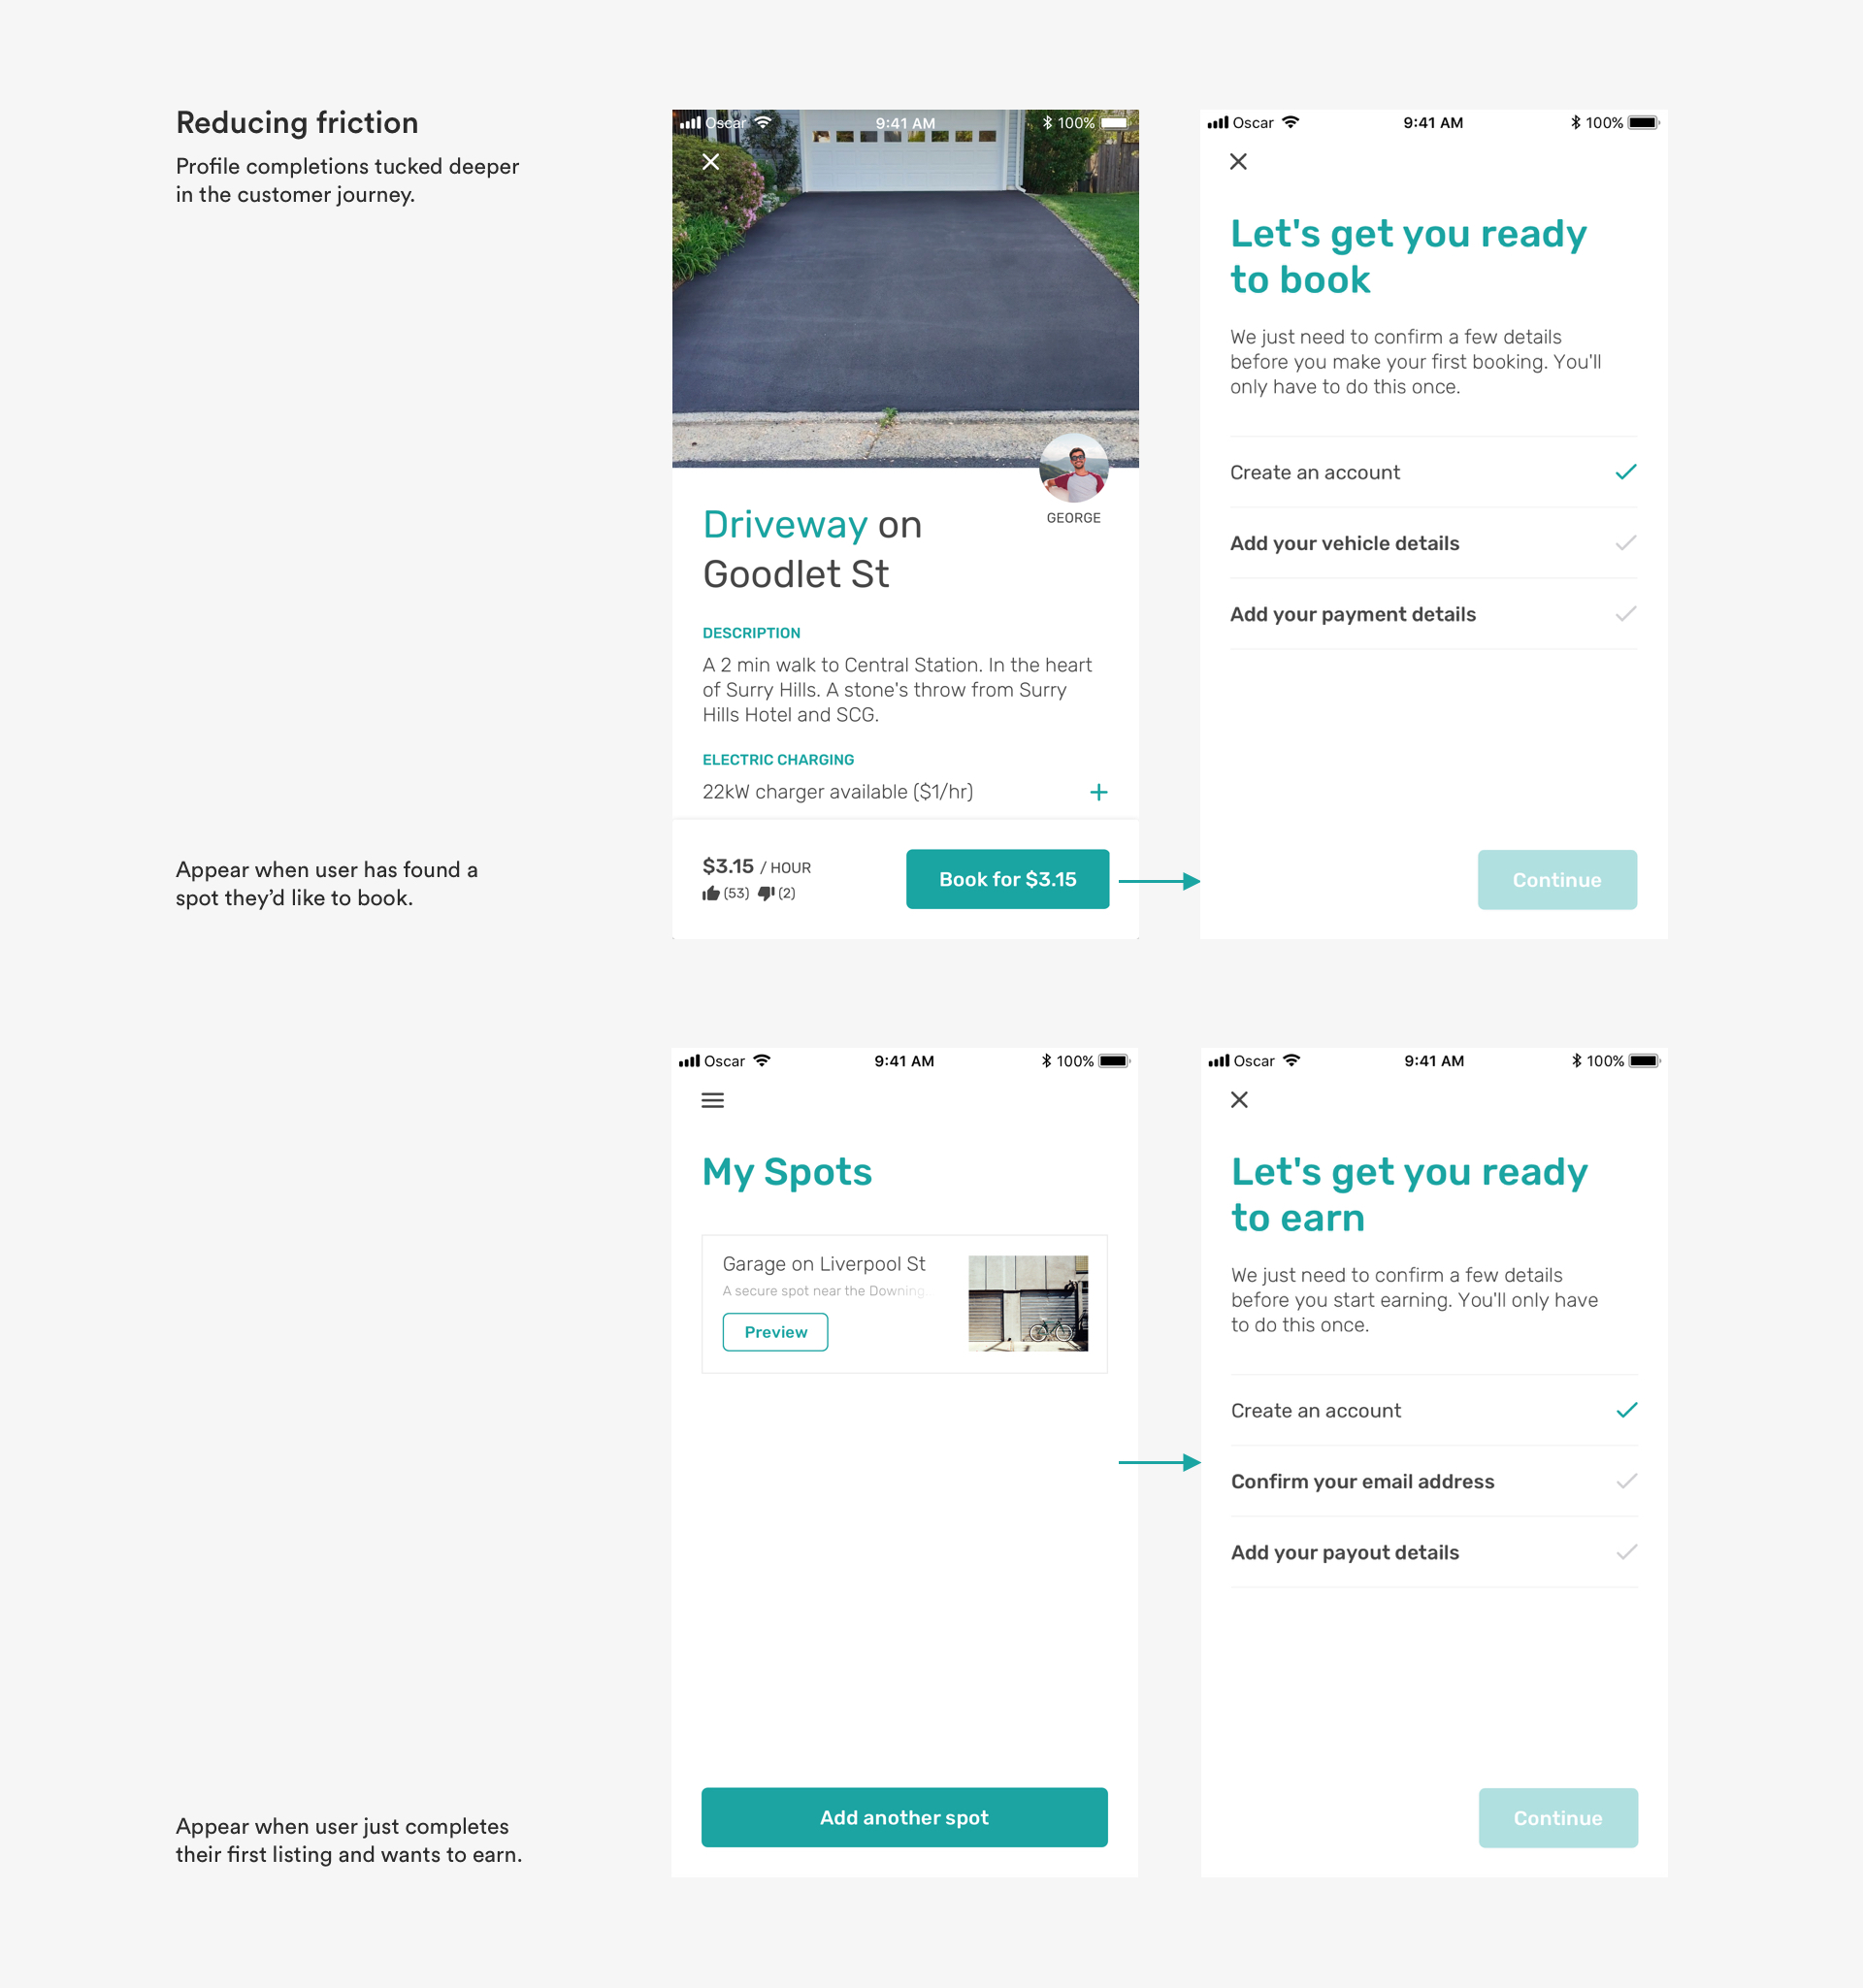 Reducing friction
Profile completions tucked deeper
in the customer journey.
Appear when user has found a
spot they’d like to book.
Oscar 9:41 AM 100%
GEORGE
Driveway on
Goodlet St
DESCRIPTION
A 2 min walk to Central Station. In the heart
of Surry Hills. A stone's throw from Surry
Hills Hotel and SCG.
ELECTRIC CHARGING
22kW charger available ($1/hr)
$3.15 / HOUR
(53) (2)
Book for $3.15
Oscar 9:41 AM 100%
Let's get you ready
to book
We just need to confirm a few details
before you make your first booking. You'll
only have to do this once.
Create an account
Add your vehicle details
Add your payment details
Continue
Appear when user just completes
their first listing and wants to earn.
Oscar 9:41 AM 100%
My Spots
Garage on Liverpool St
A secure spot near the Downing...
Preview
Add another spot
Oscar 9:41 AM 100%
Let's get you ready
to earn
We just need to confirm a few details
before you start earning. You'll only have
to do this once.
Create an account
Confirm your email address
Add your payout details
Continue